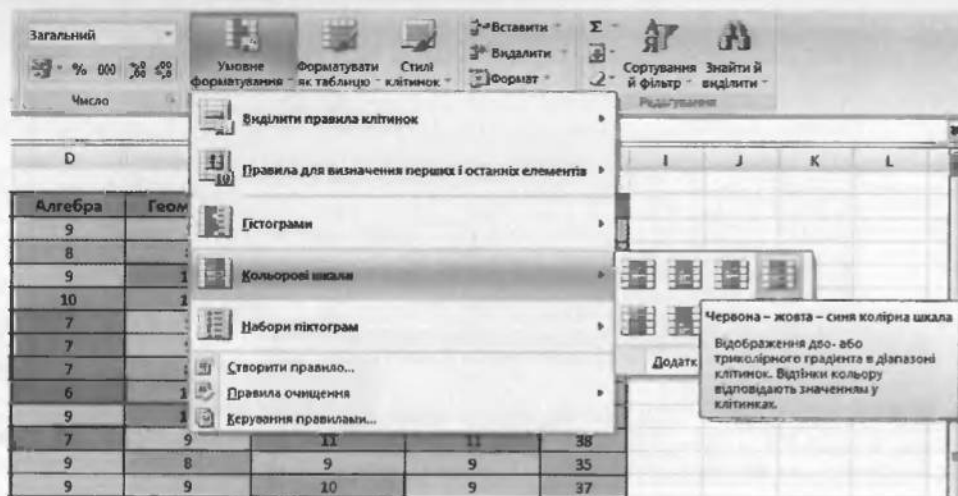 Загальний
Умовне форматування
Форматувати як таблицю
Стилі клітинок
Вставити
Видалити
Формат
Σ
Сортування й фільтр
Знайти й виділити
% 000
Число
Редагування
Виділити правила клітинок
Правила для визначення перших і останніх елементів
Гістограми
Кольорові шкали
Набори піктограм
Створити правило...
Правила очищення
Керування правилами...
Червона – жовта – синя колірна шкала
Відображення дво- або
триколірного градієнта в діапазоні
клітинок. Відтінки кольору
відповідають значенням у
клітинках.
Додатк
D I J K L
Алгебра Геом
9
8
9 1
10 1
7
7
7
6 1
9 1
7 9 11 11 38
9 8 9 9 35
9 9 10 9 37